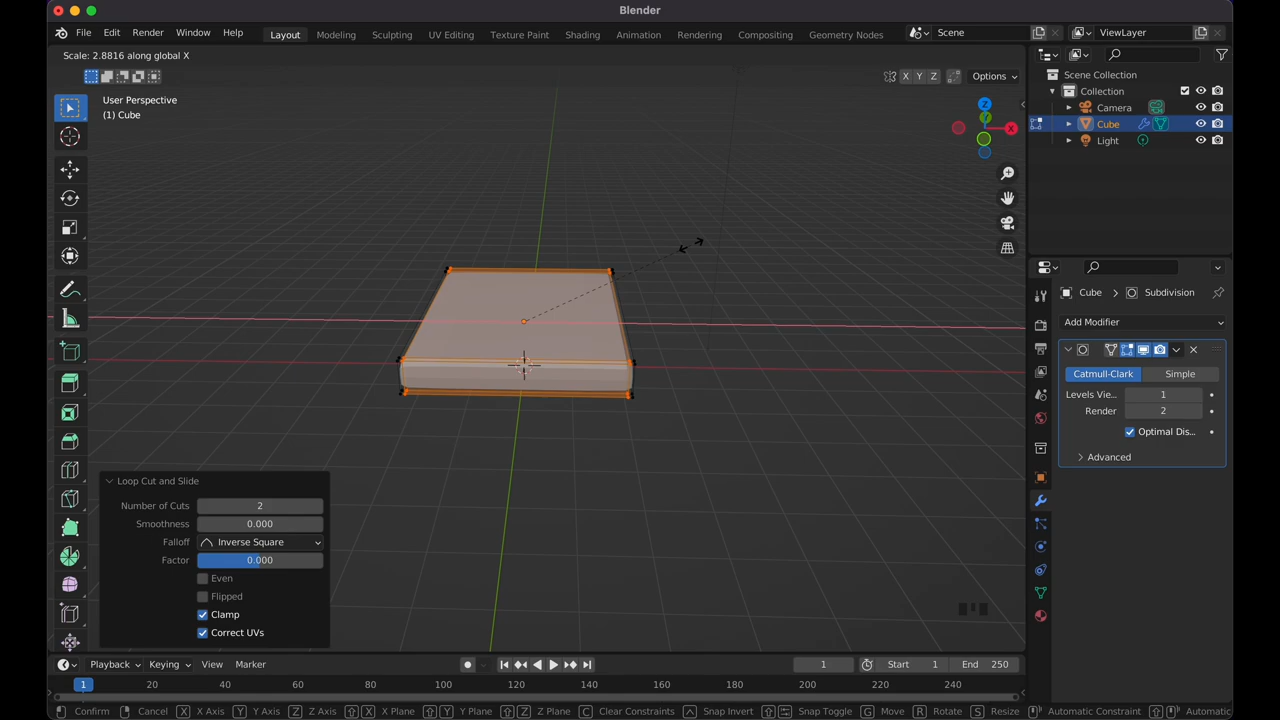 Blender
File Edit Render Window Help Layout Modeling Sculpting UV Editing Texture Paint Shading Animation Rendering Compositing Geometry Nodes Scene ViewLayer
Scale: 2.8816 along global X
X Y Z Options
User Perspective
(1) Cube
Z
Y
X
Scene Collection
Collection
Camera
Cube
Light
Cube > Subdivision
Add Modifier
Catmull-Clark Simple
Levels Vie... 1
Render 2
Optimal Dis...
Advanced
Loop Cut and Slide
Number of Cuts 2
Smoothness 0.000
Falloff Inverse Square
Factor 0.000
Even
Flipped
Clamp
Correct UVs
Playback Keying View Marker 1 Start 1 End 250
1 20 40 60 80 100 120 140 160 180 200 220 240
Confirm Cancel X X Axis Y Y Axis Z Z Axis X X Plane Y Y Plane Z Z Plane C Clear Constraints Snap Invert Snap Toggle G Move R Rotate S Resize Automatic Constraint Automatic